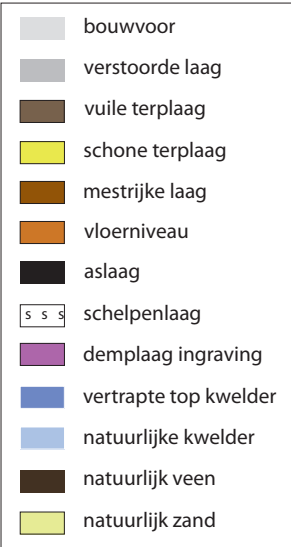 bouwvoor
verstoorde laag
vuile terplaag
schone terplaag
mestrijke laag
vloerniveau
aslaag
s s s schelpenlaag
demplaag ingraving
vertrapte top kwelder
natuurlijke kwelder
natuurlijk veen
natuurlijk zand